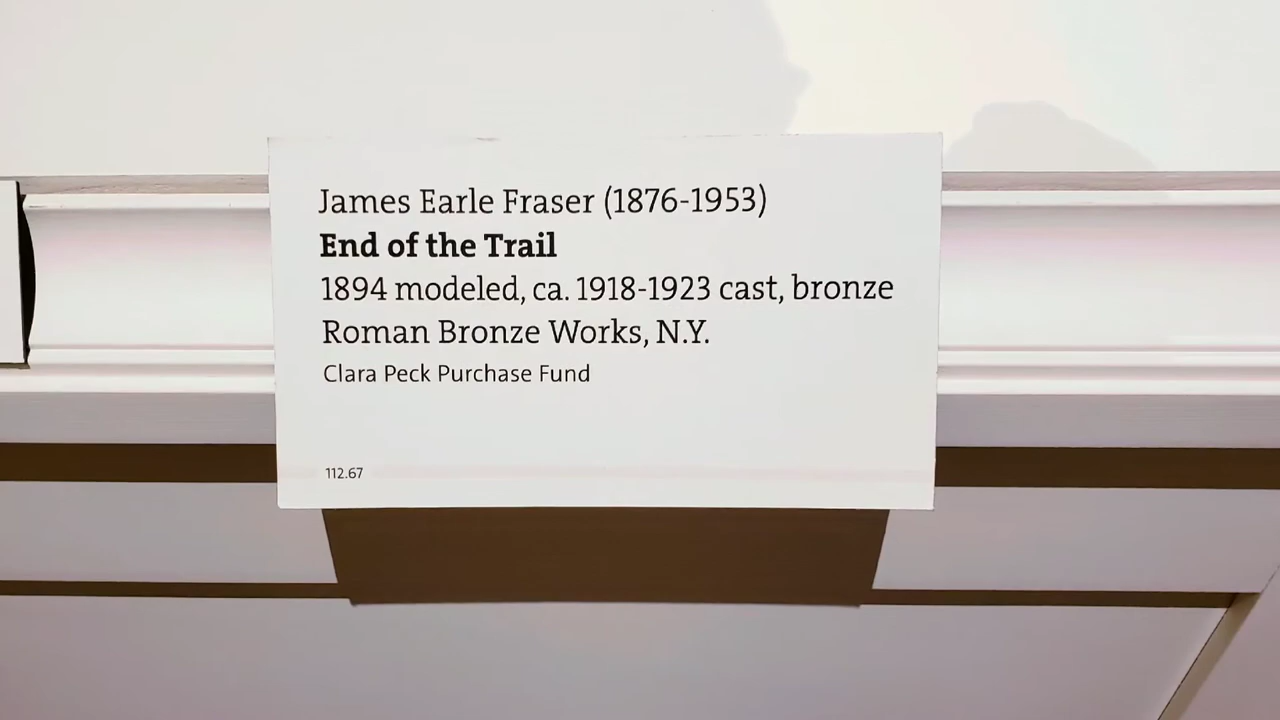 James Earle Fraser (1876-1953)
End of the Trail
1894 modeled, ca. 1918-1923 cast, bronze
Roman Bronze Works, N.Y.
Clara Peck Purchase Fund
112.67